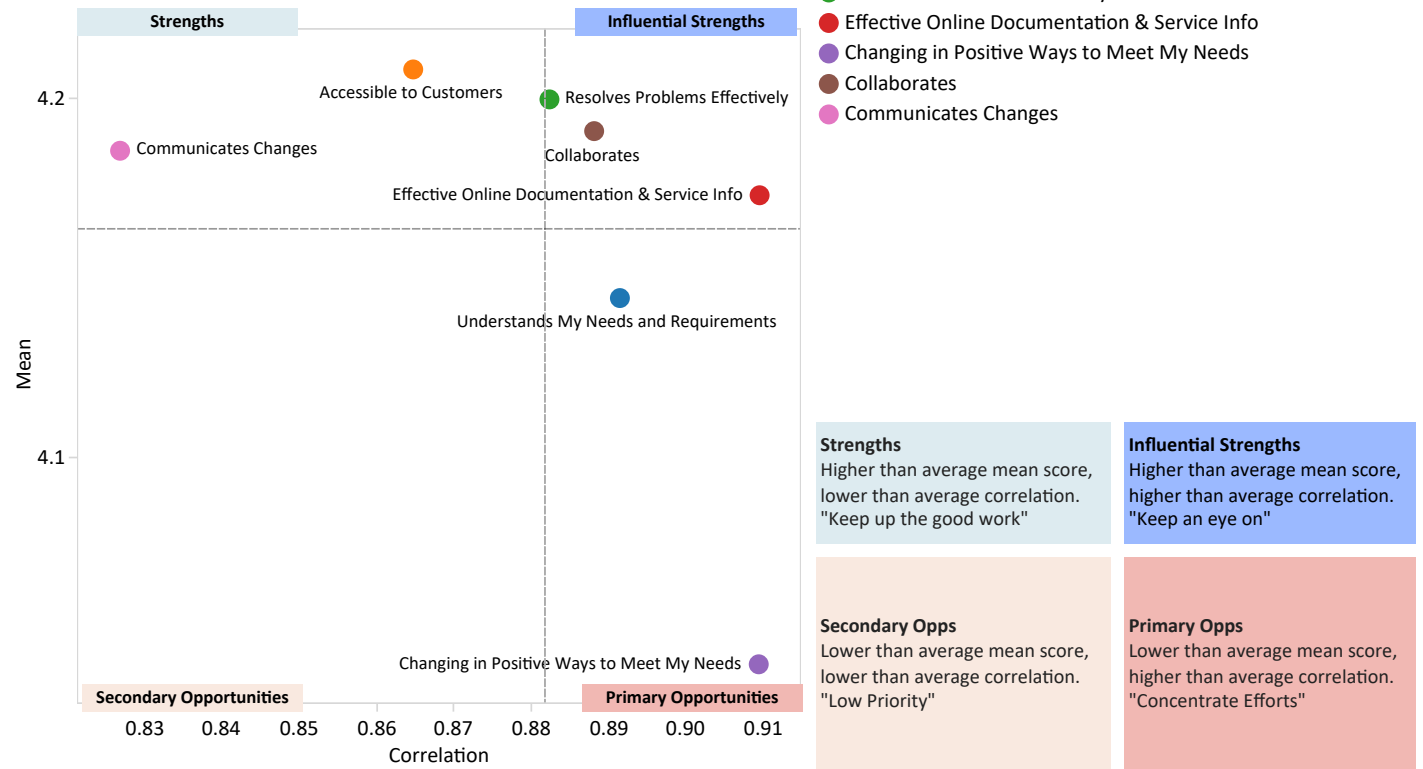 Strengths
Influential Strengths
Effective Online Documentation & Service Info
Changing in Positive Ways to Meet My Needs
Collaborates
Communicates Changes
4.2
Accessible to Customers
Resolves Problems Effectively
Communicates Changes
Collaborates
Effective Online Documentation & Service Info
Understands My Needs and Requirements
Mean
4.1
Changing in Positive Ways to Meet My Needs
Secondary Opportunities
Primary Opportunities
0.83 0.84 0.85 0.86 0.87 0.88 0.89 0.90 0.91
Correlation
Strengths
Higher than average mean score,
lower than average correlation.
"Keep up the good work"
Influential Strengths
Higher than average mean score,
higher than average correlation.
"Keep an eye on"
Secondary Opps
Lower than average mean score,
lower than average correlation.
"Low Priority"
Primary Opps
Lower than average mean score,
higher than average correlation.
"Concentrate Efforts"